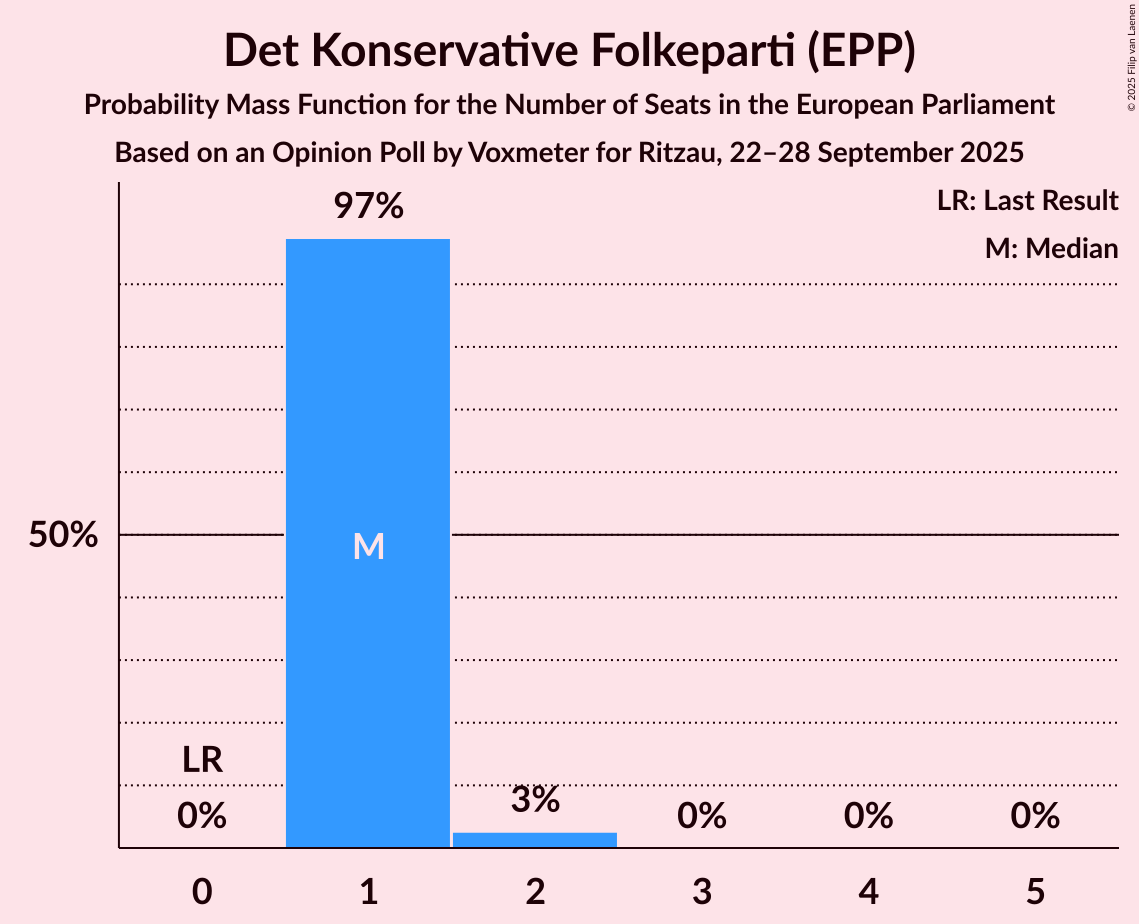 Det Konservative Folkeparti (EPP)
Probability Mass Function for the Number of Seats in the European Parliament
Based on an Opinion Poll by Voxmeter for Ritzau, 22–28 September 2025
© 2025 Filip van Laenen
LR: Last Result
M: Median
97%
50%
M
LR
0%
3%
0%
0%
0%
0 1 2 3 4 5